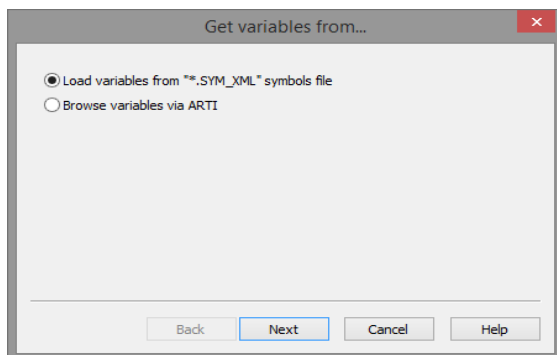 Get variables from...
Load variables from "*.SYM_XML" symbols file
Browse variables via ARTI
Back Next Cancel Help